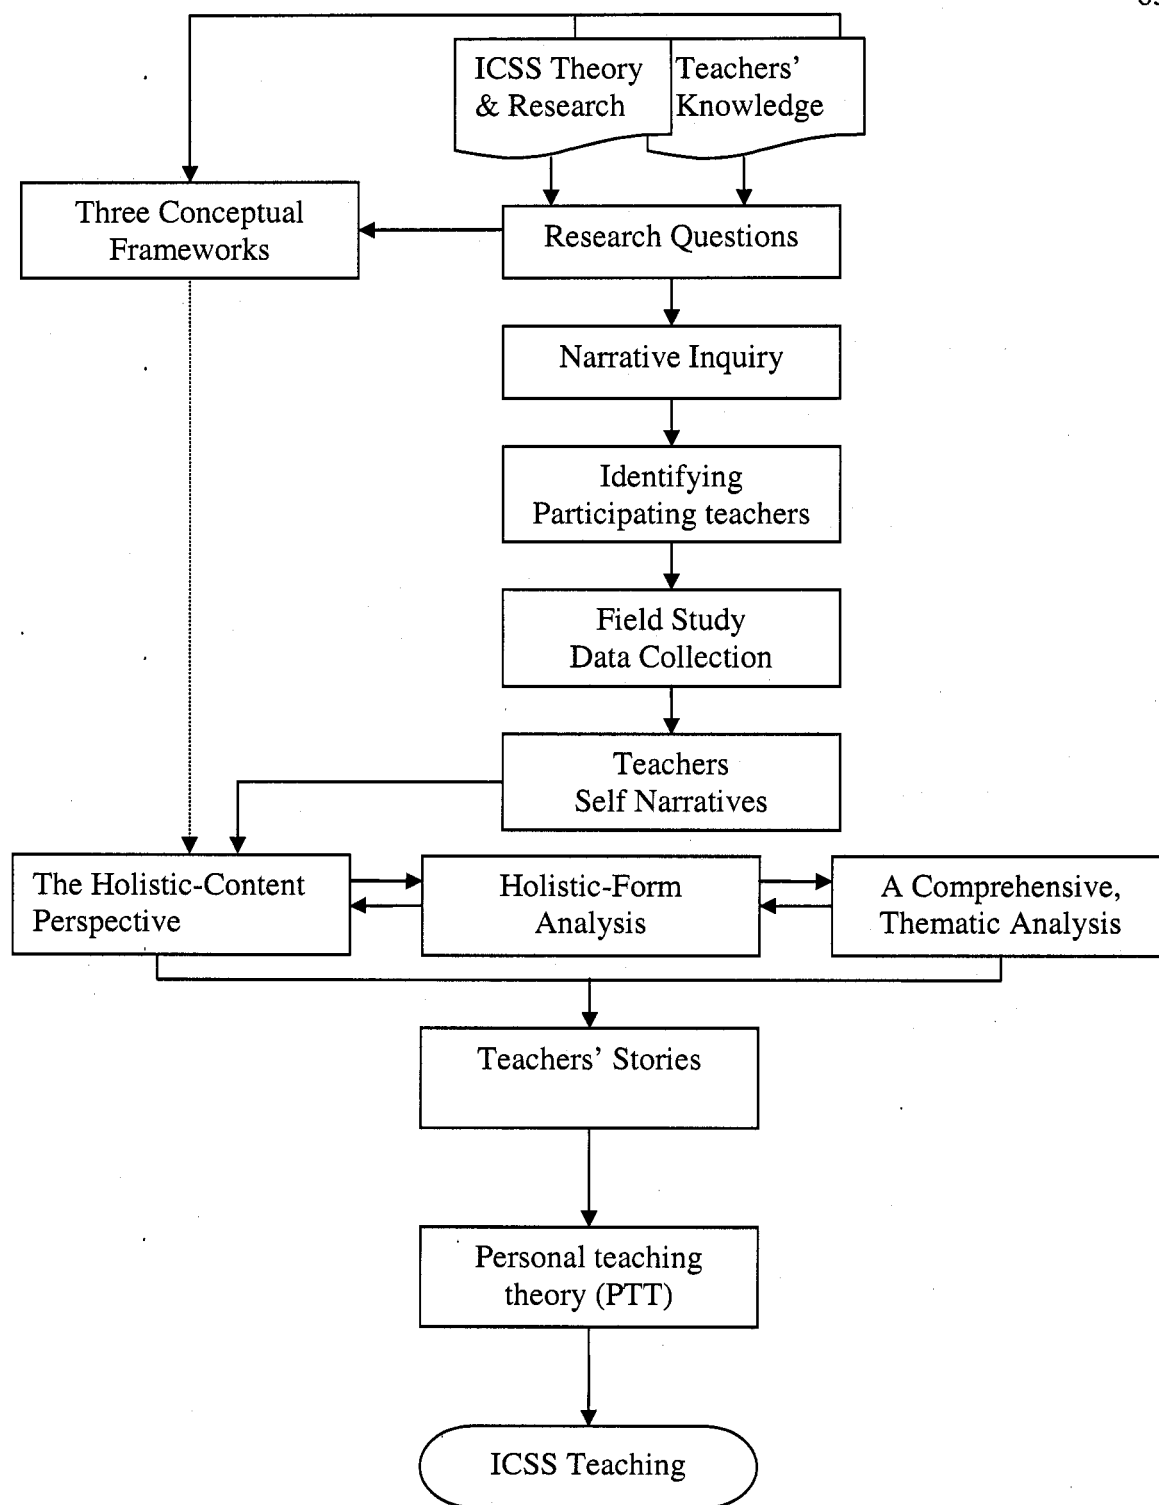 ICSS Theory
& Research
Teachers'
Knowledge
Three Conceptual
Frameworks
Research Questions
Narrative Inquiry
Identifying
Participating teachers
Field Study
Data Collection
Teachers
Self Narratives
The Holistic-Content
Perspective
Holistic-Form
Analysis
A Comprehensive,
Thematic Analysis
Teachers' Stories
Personal teaching
theory (PTT)
ICSS Teaching